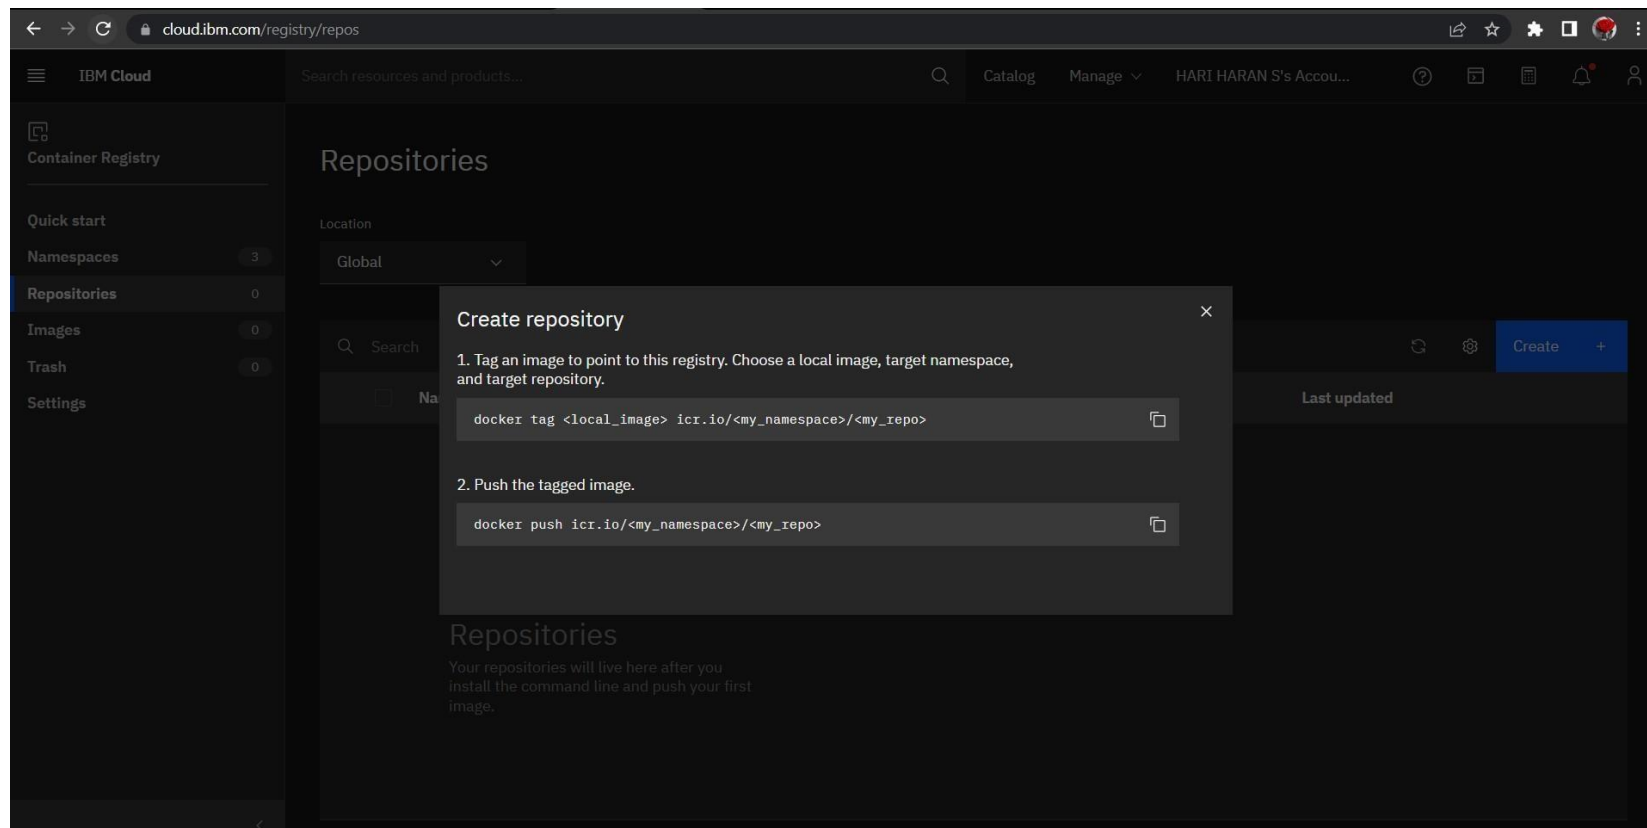 cloud.ibm.com/registry/repos
IBM Cloud
Search resources and products...
Catalog
Manage
HARI HARAN S's Accou...
Container Registry
Quick start
Namespaces 3
Repositories 0
Images 0
Trash 0
Settings
Repositories
Location
Global
Search
Create +
Na
Last updated
Create repository
1. Tag an image to point to this registry. Choose a local image, target namespace,
and target repository.
docker tag <local_image> icr.io/<my_namespace>/<my_repo>
2. Push the tagged image.
docker push icr.io/<my_namespace>/<my_repo>
Repositories
Your repositories will live here after you
install the command line and push your first
image.